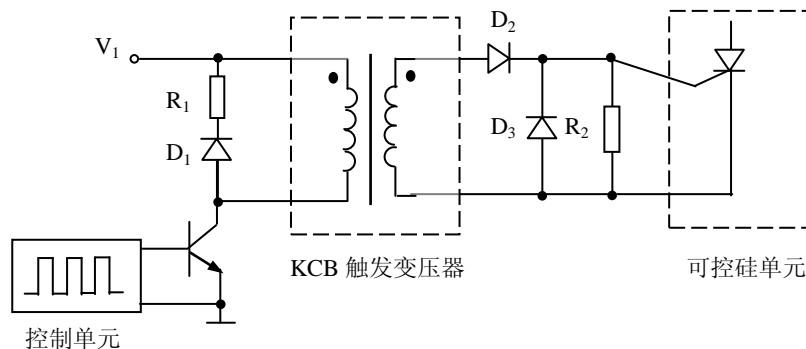 D₂
V₁
R₁
D₁
D₃
R₂
KCB 触发变压器
可控硅单元
控制单元